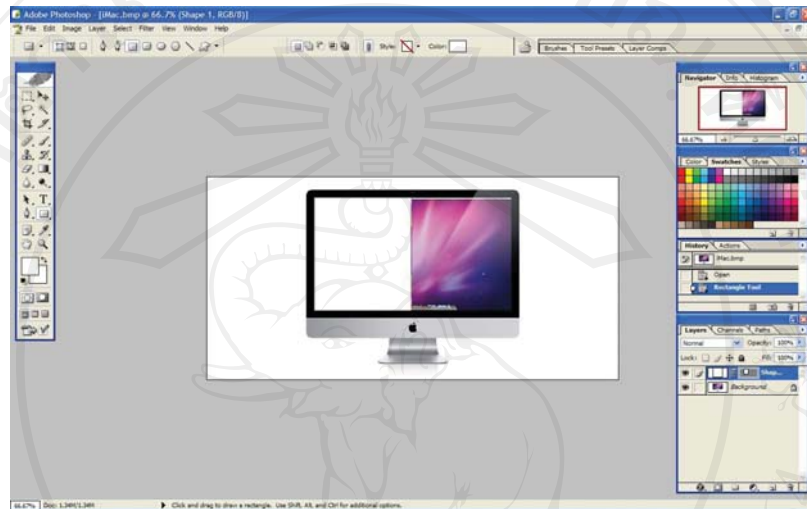 Adobe Photoshop - [iMac.bmp @ 66.7% (Shape 1, RGB/8)]
File Edit Image Layer Select Filter View Window Help
Style: Color: Brushes Tool Presets Layer Comps
Navigator Info Histogram
66.67%
Color Swatches Styles
History Actions
iMac.bmp
Open
Rectangle Tool
Layers Channels Paths
Normal Opacity: 100%
Lock: Fill: 100%
Shap...
Background
66.67% Doc: 1.34M/1.34M Click and drag to draw a rectangle. Use Shift, Alt, and Ctrl for additional options.